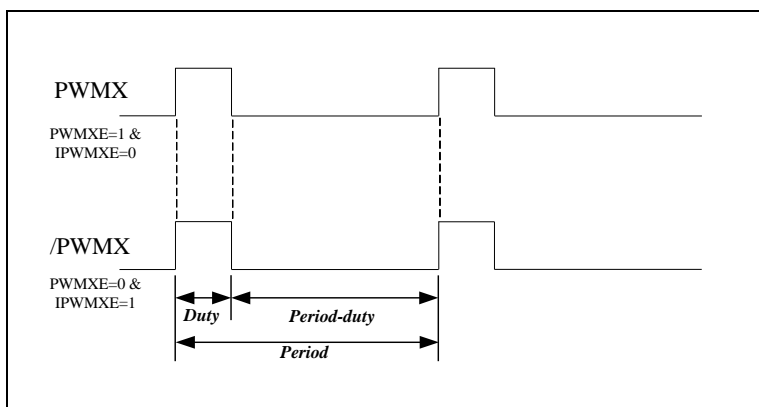 PWMX
PWMXE=1 &
IPWMXE=0
/PWMX
PWMXE=0 &
IPWMXE=1
Duty
Period-duty
Period